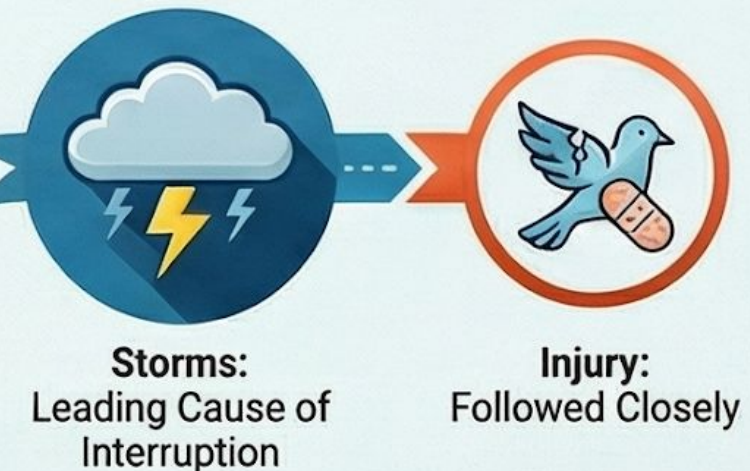 Storms:
Leading Cause of
Interruption
Injury:
Followed Closely